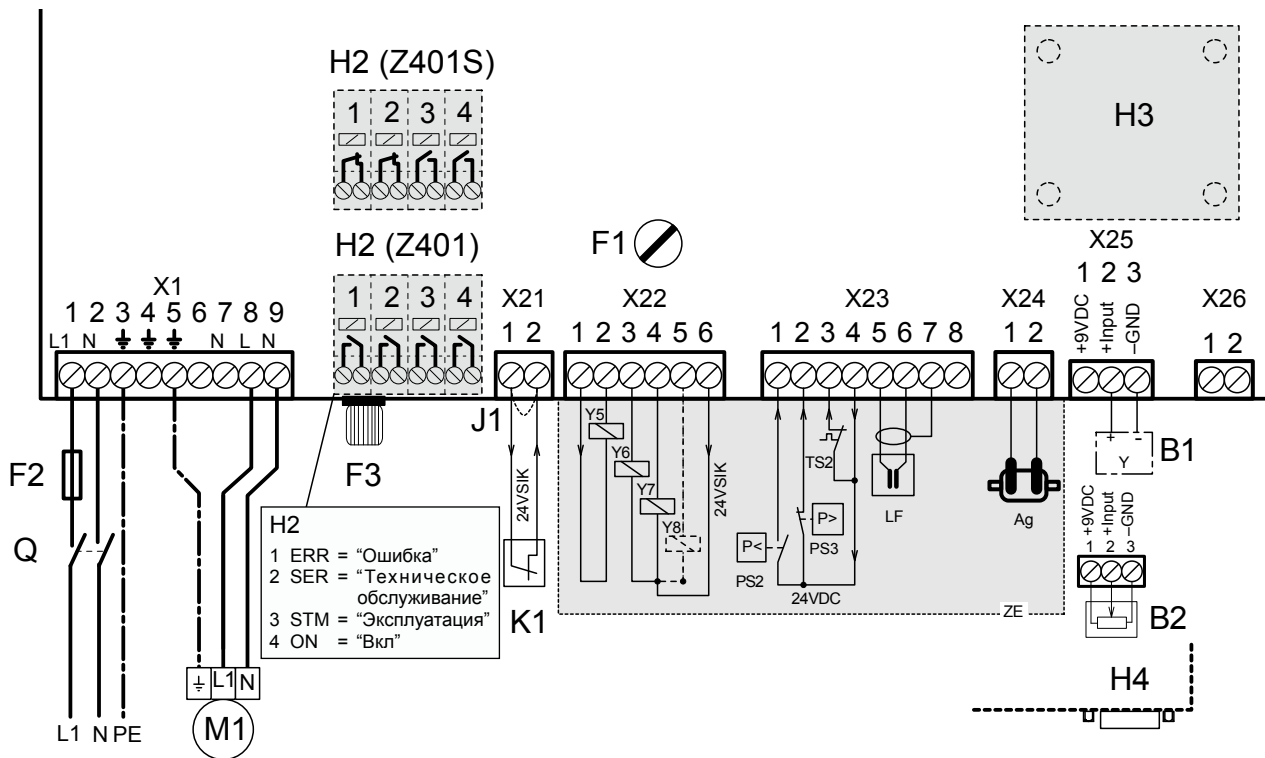 H2 (Z401S)
1 2 3 4
H3
H2 (Z401)
1 2 3 4
F1
X1
1 2 3 4 5 6 7 8 9
L1 N N L N
X21
1 2
X22
1 2 3 4 5 6
X23
1 2 3 4 5 6 7 8
X24
1 2
X25
1 2 3
+9VDC
+Input
–GND
X26
1 2
J1
F3
F2
Q
24VSIK
K1
Y5
Y6
Y7
Y8
24VSIK
TS2
P<
PS2
P>
PS3
24VDC
LF
Ag
ZE
+ -
Y
B1
+9VDC
+Input
–GND
1 2 3
B2
H4
H2
1 ERR = “Ошибка”
2 SER = “Техническое
обслуживание”
3 STM = “Эксплуатация”
4 ON = “Вкл”
L1 N
M1
L1 N PE